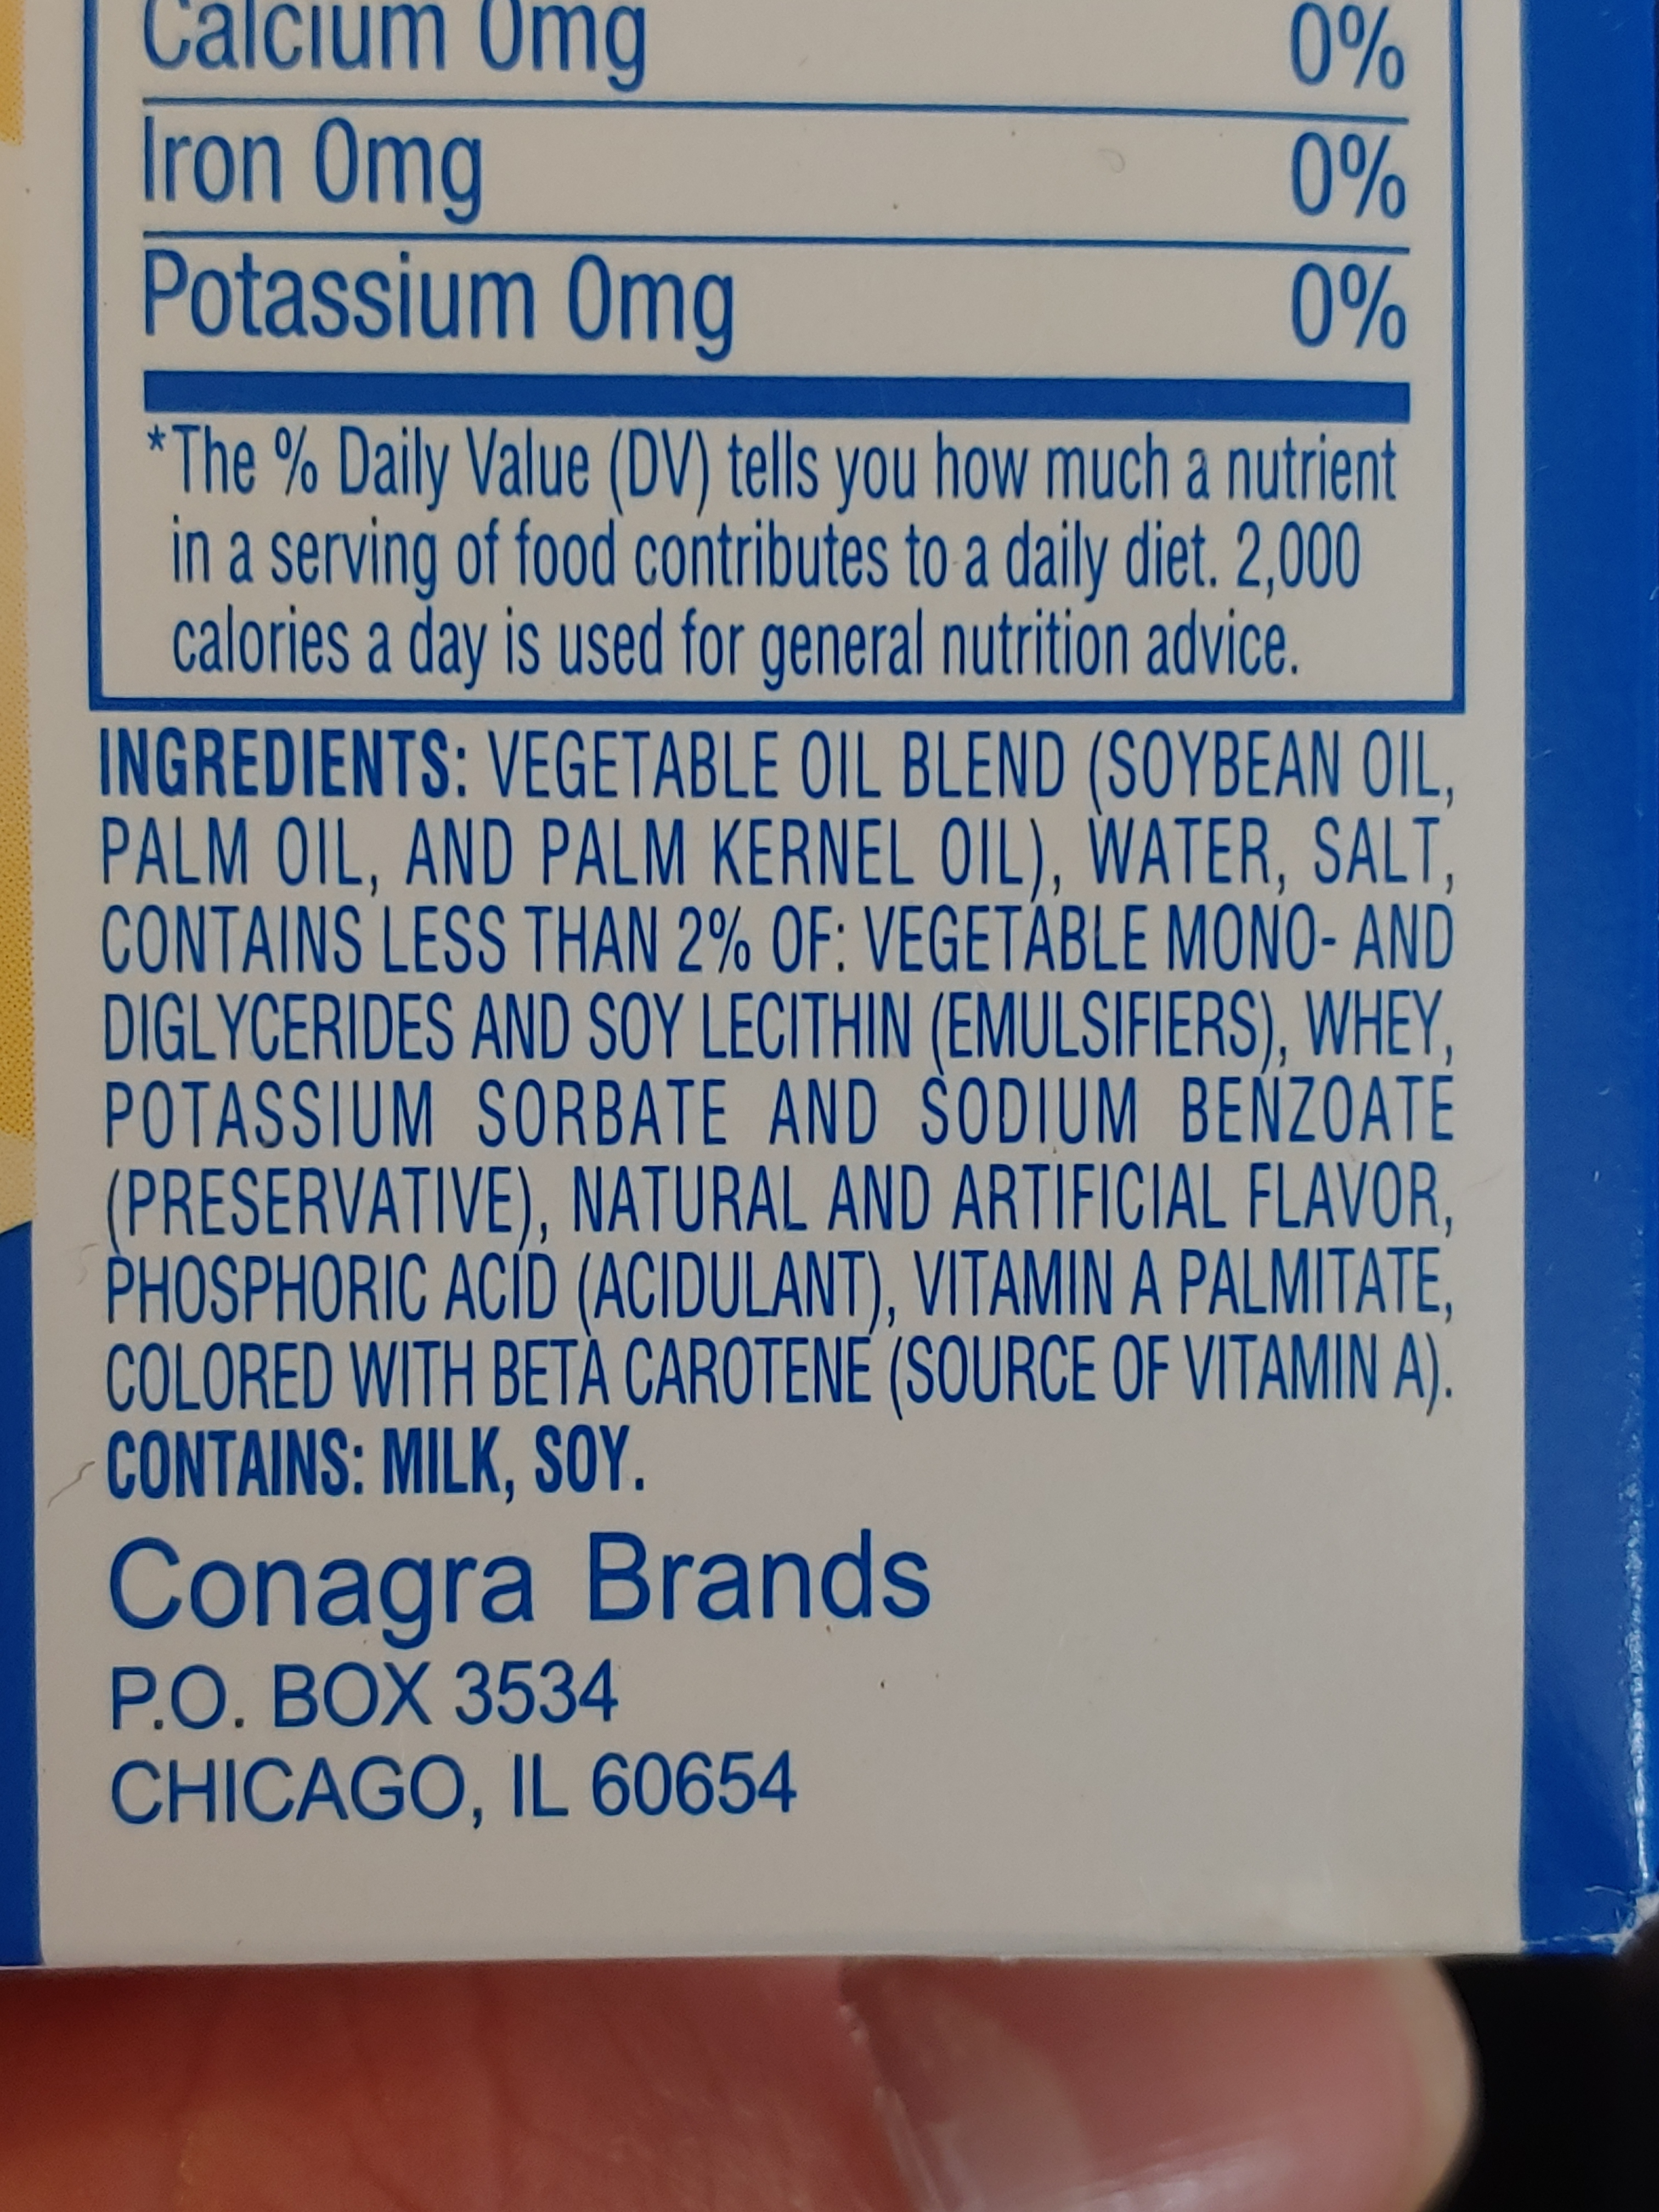 Calcium 0mg 0%
Iron 0mg 0%
Potassium 0mg 0%
*The % Daily Value (DV) tells you how much a nutrient
in a serving of food contributes to a daily diet. 2,000
calories a day is used for general nutrition advice.
INGREDIENTS: VEGETABLE OIL BLEND (SOYBEAN OIL,
PALM OIL, AND PALM KERNEL OIL), WATER, SALT,
CONTAINS LESS THAN 2% OF: VEGETABLE MONO- AND
DIGLYCERIDES AND SOY LECITHIN (EMULSIFIERS), WHEY,
POTASSIUM SORBATE AND SODIUM BENZOATE
(PRESERVATIVE), NATURAL AND ARTIFICIAL FLAVOR,
PHOSPHORIC ACID (ACIDULANT), VITAMIN A PALMITATE,
COLORED WITH BETA CAROTENE (SOURCE OF VITAMIN A).
CONTAINS: MILK, SOY.
Conagra Brands
P.O. BOX 3534
CHICAGO, IL 60654